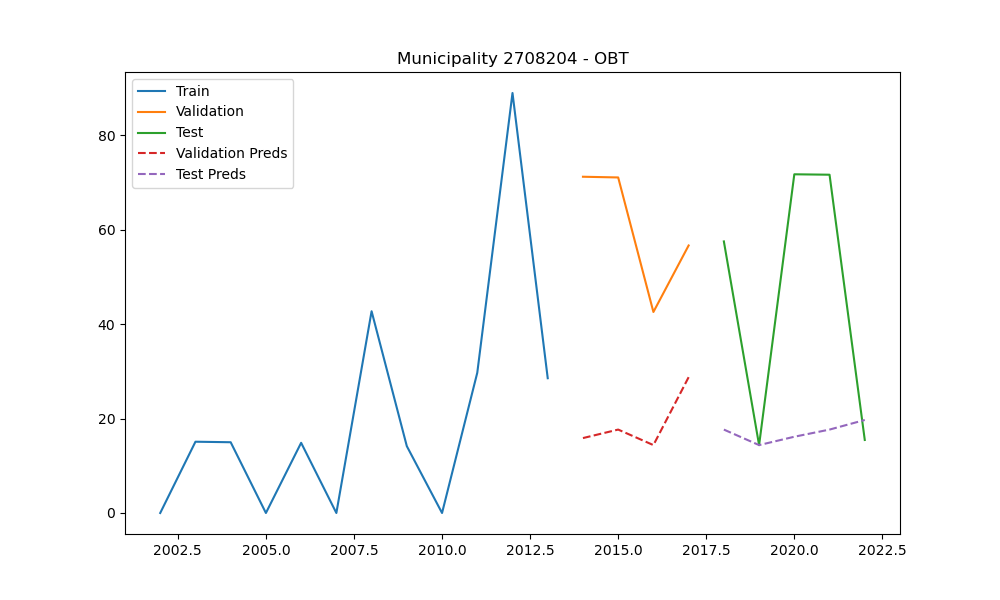 Municipality 2708204 - OBT
Train
Validation
Test
Validation Preds
Test Preds
80
60
40
20
0
2002.5 2005.0 2007.5 2010.0 2012.5 2015.0 2017.5 2020.0 2022.5